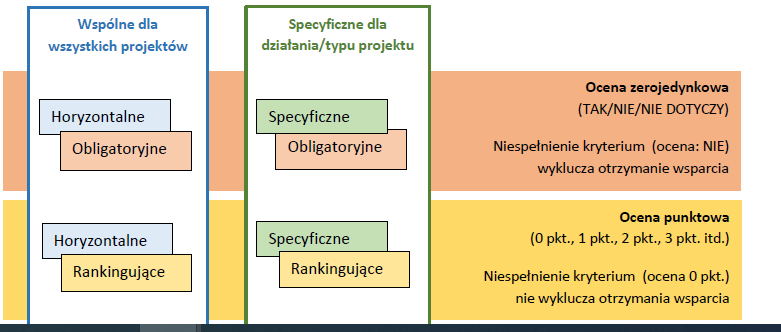 Wspólne dla
wszystkich projektów
Specyficzne dla
działania/typu projektu
Horyzontalne
Obligatoryjne
Specyficzne
Obligatoryjne
Ocena zerojedynkowa
(TAK/NIE/NIE DOTYCZY)
Niespełnienie kryterium (ocena: NIE)
wyklucza otrzymanie wsparcia
Horyzontalne
Rankingujące
Specyficzne
Rankingujące
Ocena punktowa
(0 pkt., 1 pkt., 2 pkt., 3 pkt. itd.)
Niespełnienie kryterium (ocena 0 pkt.)
nie wyklucza otrzymania wsparcia